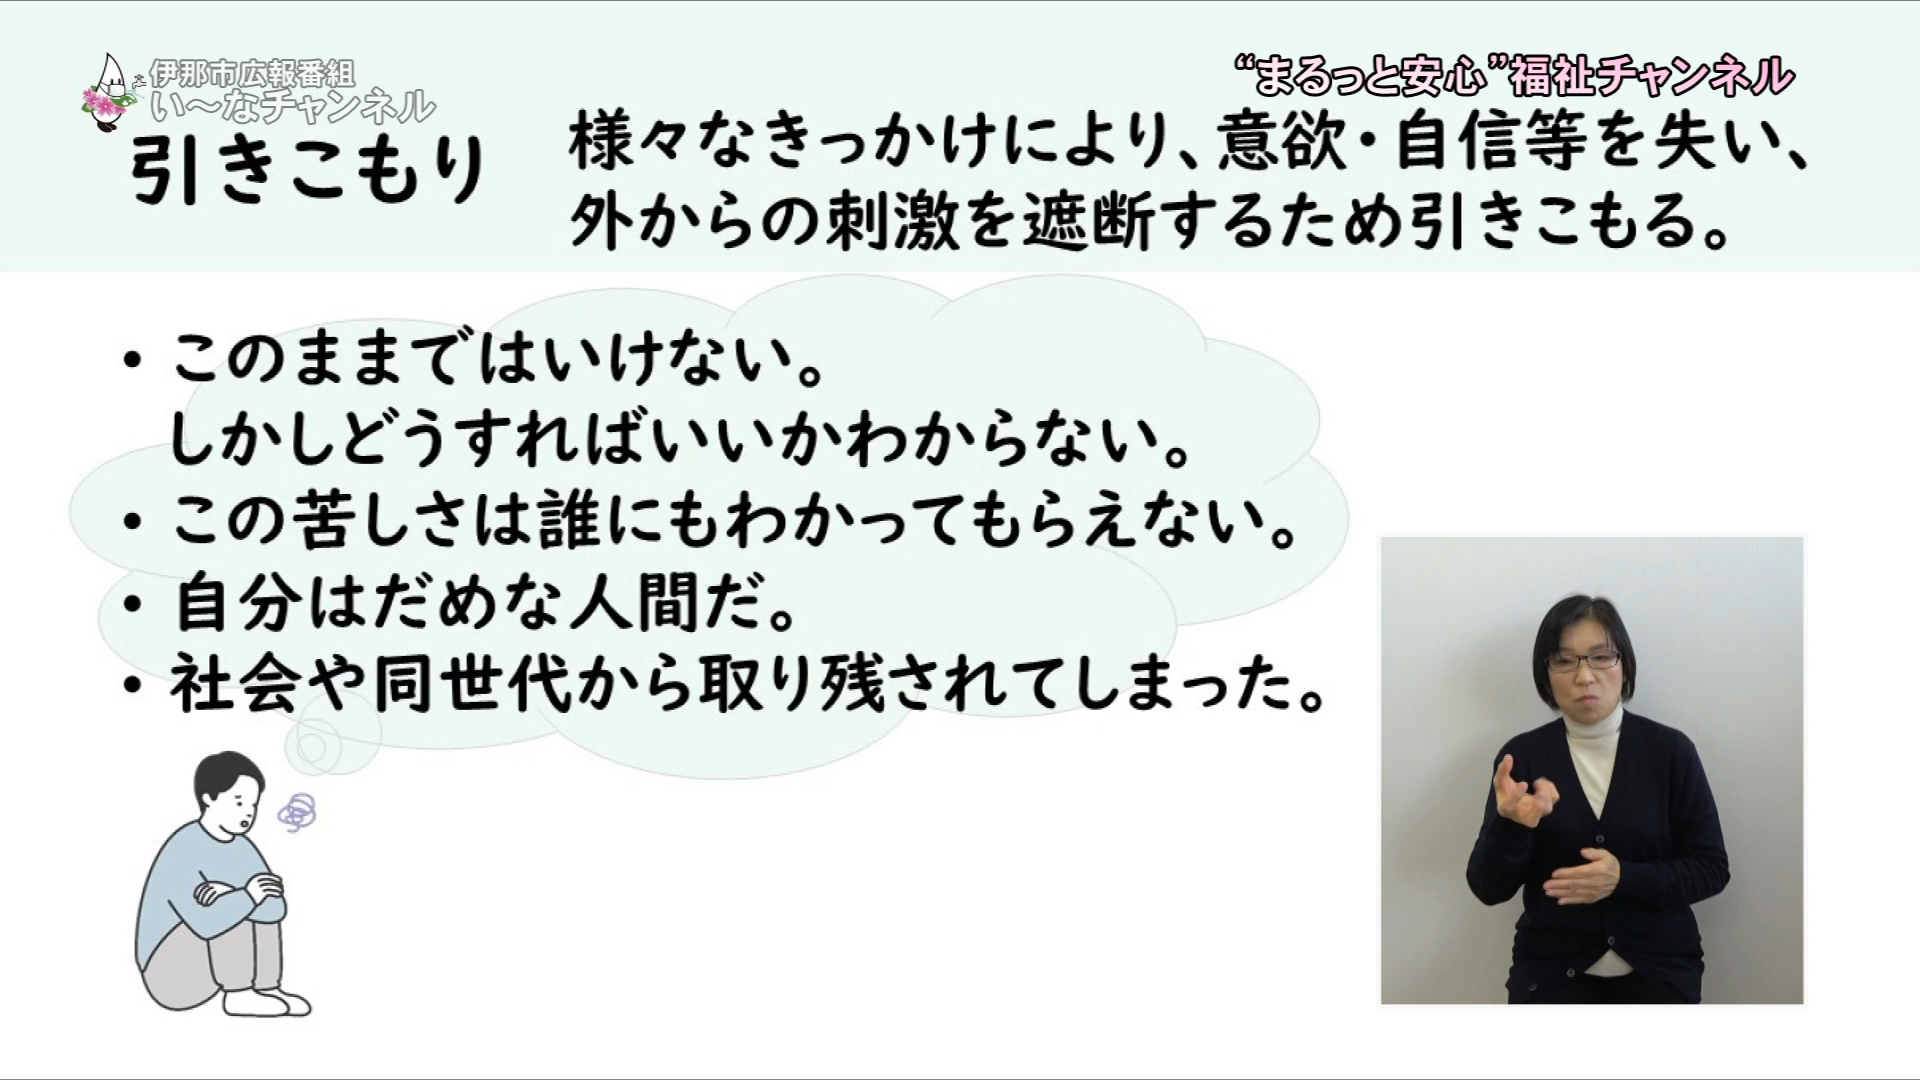 伊那市広報番組
い～なチャンネル
“まるっと安心”福祉チャンネル
引きこもり
様々なきっかけにより、意欲・自信等を失い、
外からの刺激を遮断するため引きこもる。
・このままではいけない。
しかしどうすればいいかわからない。
・この苦しさは誰にもわかってもらえない。
・自分はだめな人間だ。
・社会や同世代から取り残されてしまった。